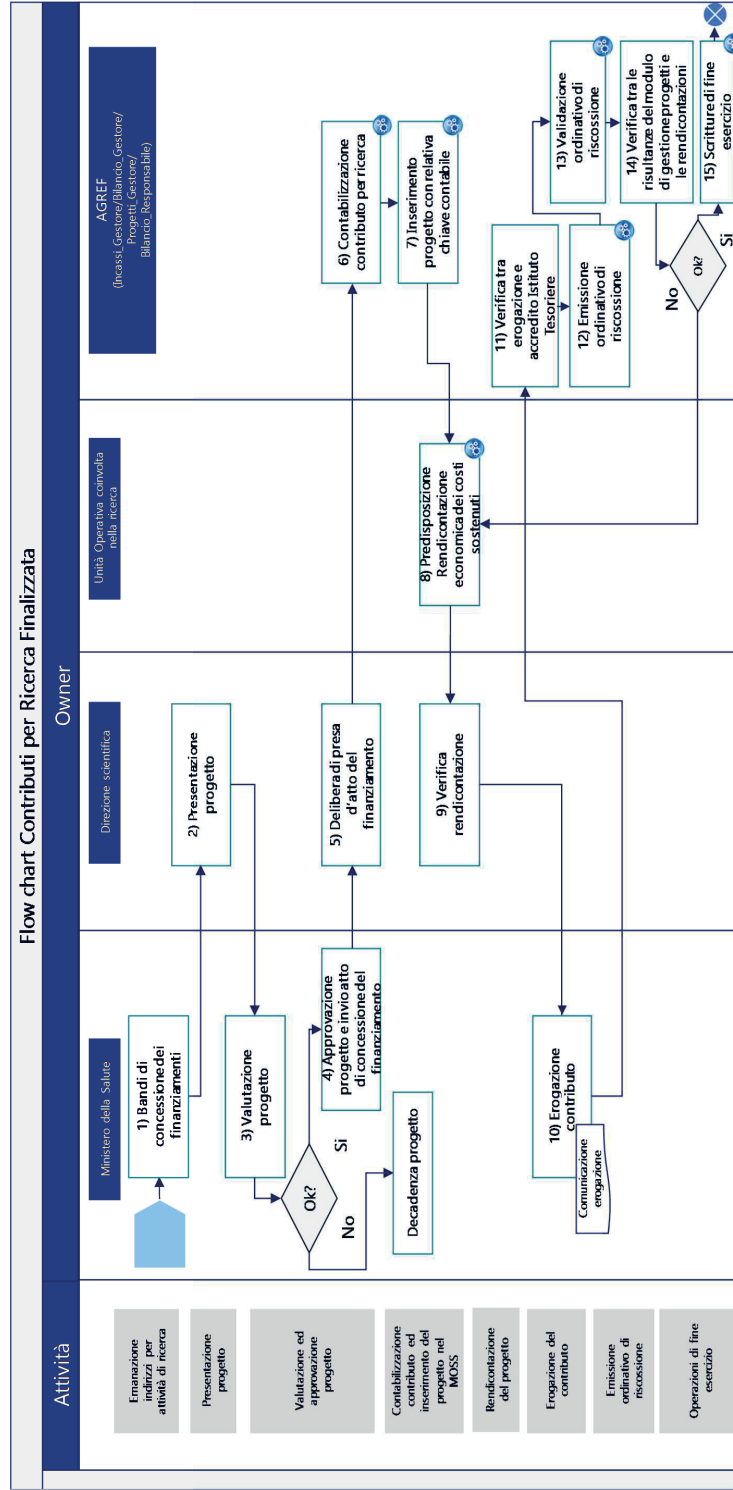 Flow chart Contributi per Ricerca Finalizzata
Attività
Owner
Ministero della Salute
Direzione scientifica
Unità Operativa coinvolta
nella ricerca
AGREF
(Incassi_Gestore/Bilancio_Gestore/
Progetti_Gestore/
Bilancio_Responsabile)
Emanazione
indirizzi per
attività di ricerca
1) Bandi di
concessione dei
finanziamenti
Presentazione
progetto
2) Presentazione
progetto
Valutazione ed
approvazione
progetto
3) Valutazione
progetto
Ok?
Si
No
4) Approvazione
progetto e invio atto
di concessione del
finanziamento
Decadenza progetto
5) Delibera di presa
d'atto del
finanziamento
6) Contabilizzazione
contributo per ricerca
Contabilizzazione
contributo ed
inserimento del
progetto nel
MOSS
7) Inserimento
progetto con relativa
chiave contabile
Rendicontazione
del progetto
8) Predisposizione
Rendicontazione
economica dei costi
sostenuti
9) Verifica
rendicontazione
Erogazione del
contributo
10) Erogazione
contributo
Comunicazione
erogazione
11) Verifica tra
erogazione e
accredito Istituto
Tesoriere
Emissione
ordinativo di
riscossione
12) Emissione
ordinativo di
riscossione
13) Validazione
ordinativo di
riscossione
Operazioni di fine
esercizio
14) Verifica tra le
risultanze del modulo
di gestione progetti e
le rendicontazioni
Ok?
No
Si
15) Scritture di fine
esercizio